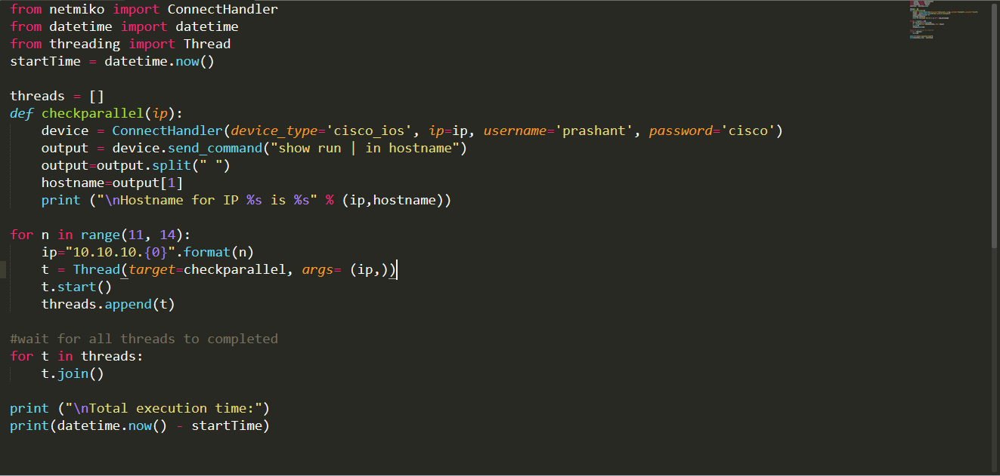 from netmiko import ConnectHandler
from datetime import datetime
from threading import Thread
startTime = datetime.now()
threads = []
def checkparallel(ip):
    device = ConnectHandler(device_type='cisco_ios', ip=ip, username='prashant', password='cisco')
    output = device.send_command("show run | in hostname")
    output=output.split(" ")
    hostname=output[1]
    print ("\nHostname for IP %s is %s" % (ip,hostname))
for n in range(11, 14):
    ip="10.10.10.{0}".format(n)
    t = Thread(target=checkparallel, args= (ip,))
    t.start()
    threads.append(t)
#wait for all threads to completed
for t in threads:
    t.join()
print ("\nTotal execution time:")
print(datetime.now() - startTime)